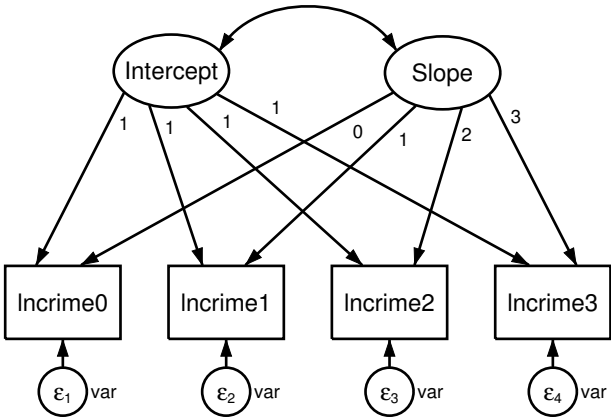 Intercept
Slope
1
1
1
1
0
1
2
3
lncrime0
lncrime1
lncrime2
lncrime3
ε1 var
ε2 var
ε3 var
ε4 var